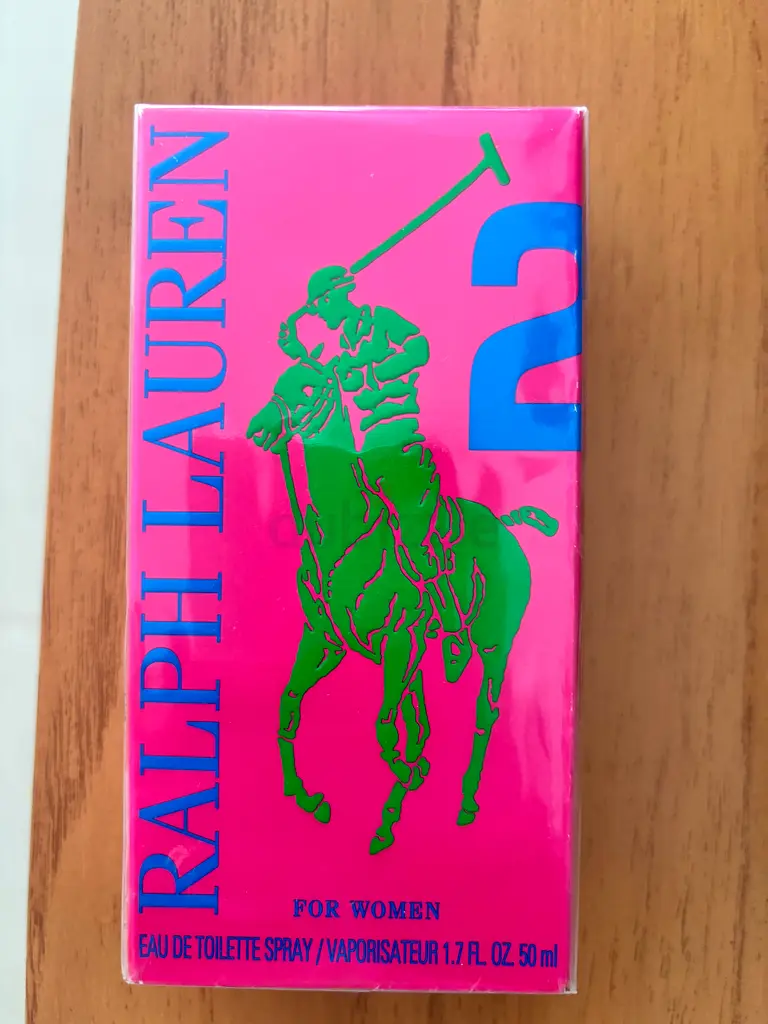 RALPH LAUREN
2
FOR WOMEN
EAU DE TOILETTE SPRAY / VAPORISATEUR 1.7 FL. OZ. 50 ml